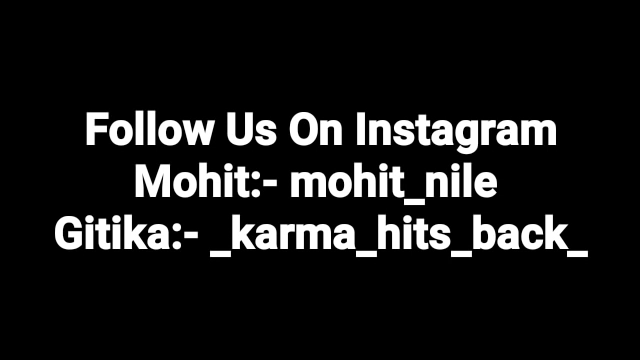 Follow Us On Instagram
Mohit:- mohit_nile
Gitika:- _karma_hits_back_